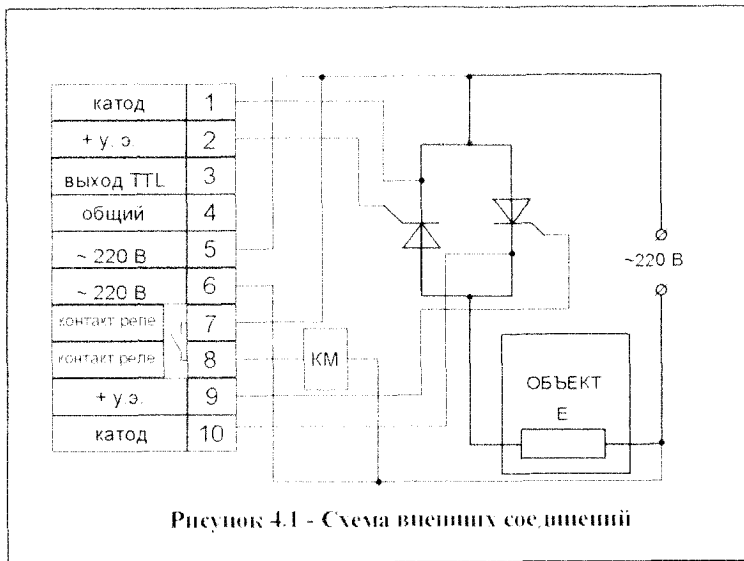 катод 1
+ у. э. 2
выход TTL 3
общий 4
~ 220 В 5
~ 220 В 6
контакт реле 7
контакт реле 8
+ у.э. 9
катод 10
КМ
~220 В
ОБЪЕКТ
Е
Рисунок 4.1 - Схема внешних соединений